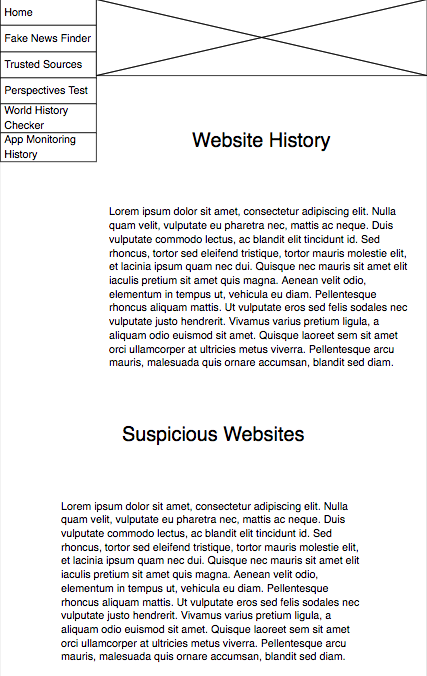 Home
Fake News Finder
Trusted Sources
Perspectives Test
World History
Checker
App Monitoring
History
Website History
Lorem ipsum dolor sit amet, consectetur adipiscing elit. Nulla
quam velit, vulputate eu pharetra nec, mattis ac neque. Duis
vulputate commodo lectus, ac blandit elit tincidunt id. Sed
rhoncus, tortor sed eleifend tristique, tortor mauris molestie elit,
et lacinia ipsum quam nec dui. Quisque nec mauris sit amet elit
iaculis pretium sit amet quis magna. Aenean velit odio,
elementum in tempus ut, vehicula eu diam. Pellentesque
rhoncus aliquam mattis. Ut vulputate eros sed felis sodales nec
vulputate justo hendrerit. Vivamus varius pretium ligula, a
aliquam odio euismod sit amet. Quisque laoreet sem sit amet
orci ullamcorper at ultricies metus viverra. Pellentesque arcu
mauris, malesuada quis ornare accumsan, blandit sed diam.
Suspicious Websites
Lorem ipsum dolor sit amet, consectetur adipiscing elit. Nulla
quam velit, vulputate eu pharetra nec, mattis ac neque. Duis
vulputate commodo lectus, ac blandit elit tincidunt id. Sed
rhoncus, tortor sed eleifend tristique, tortor mauris molestie elit,
et lacinia ipsum quam nec dui. Quisque nec mauris sit amet elit
iaculis pretium sit amet quis magna. Aenean velit odio,
elementum in tempus ut, vehicula eu diam. Pellentesque
rhoncus aliquam mattis. Ut vulputate eros sed felis sodales nec
vulputate justo hendrerit. Vivamus varius pretium ligula, a
aliquam odio euismod sit amet. Quisque laoreet sem sit amet
orci ullamcorper at ultricies metus viverra. Pellentesque arcu
mauris, malesuada quis ornare accumsan, blandit sed diam.